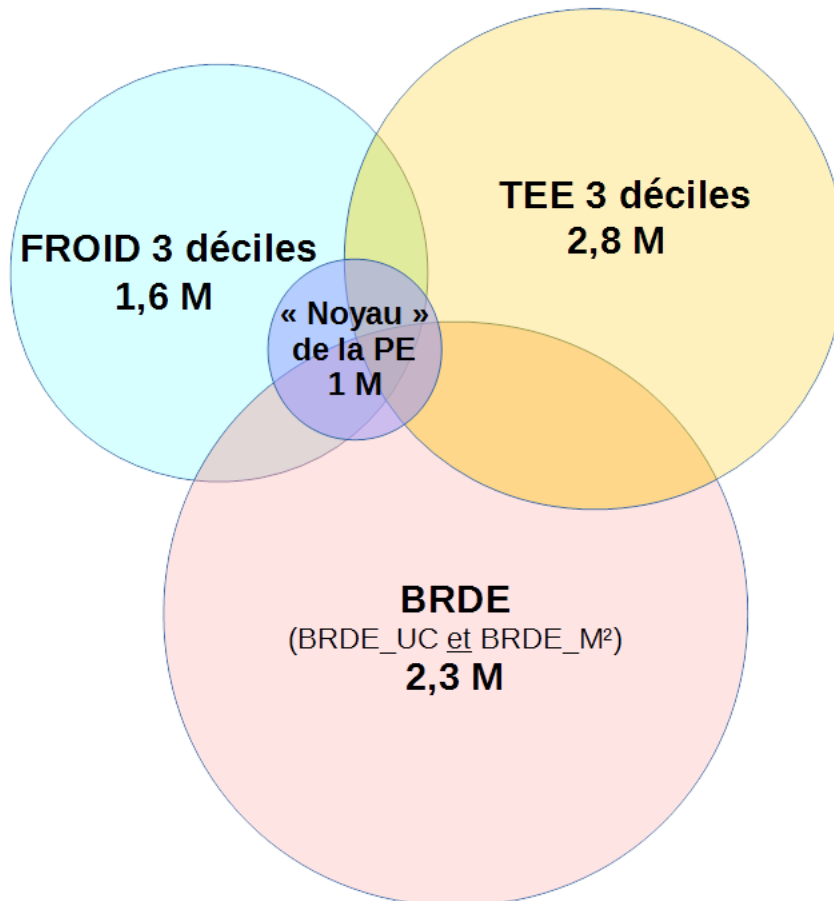 TEE 3 déciles
2,8 M
FROID 3 déciles
1,6 M
« Noyau »
de la PE
1 M
BRDE
(BRDE_UC et BRDE_M²)
2,3 M